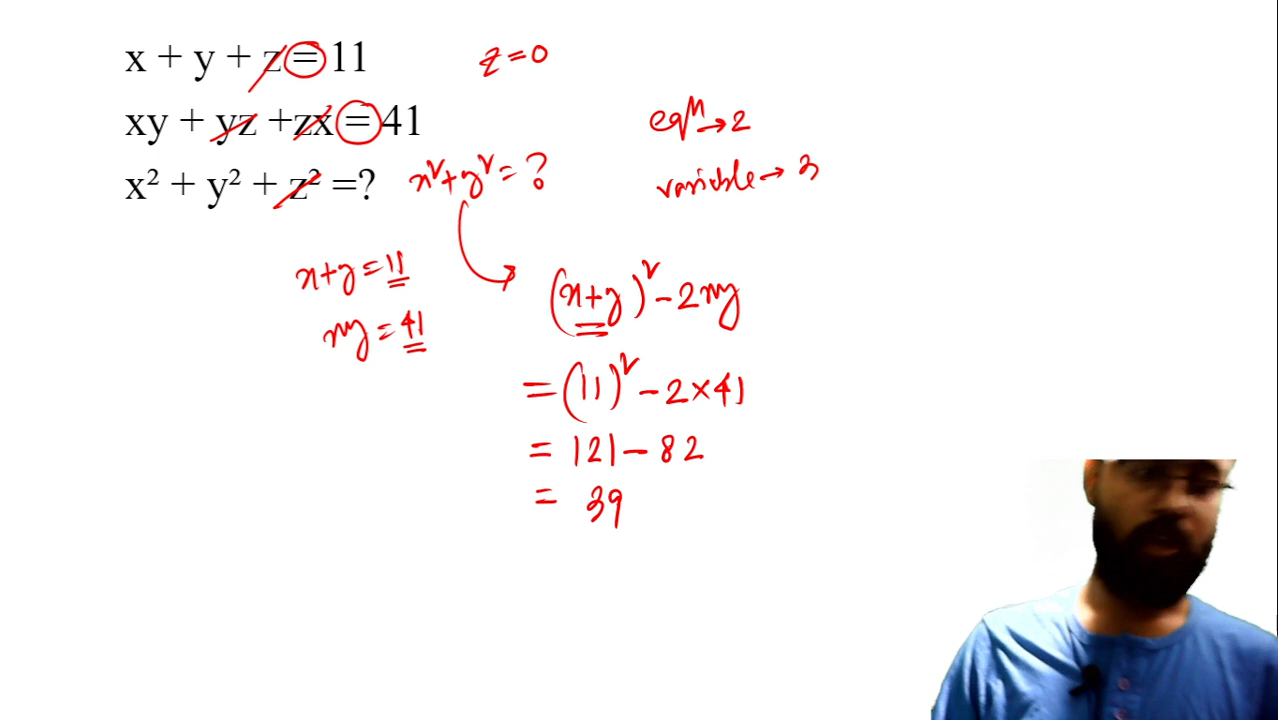 x + y + z = 11
z = 0
xy + yz + zx = 41
eqⁿ → 2
x² + y² + z² =?
x² + y² = ?
variable → 3
x+y = 11
xy = 41
(x+y)² - 2xy
= (11)² - 2×41
= 121 - 82
= 39